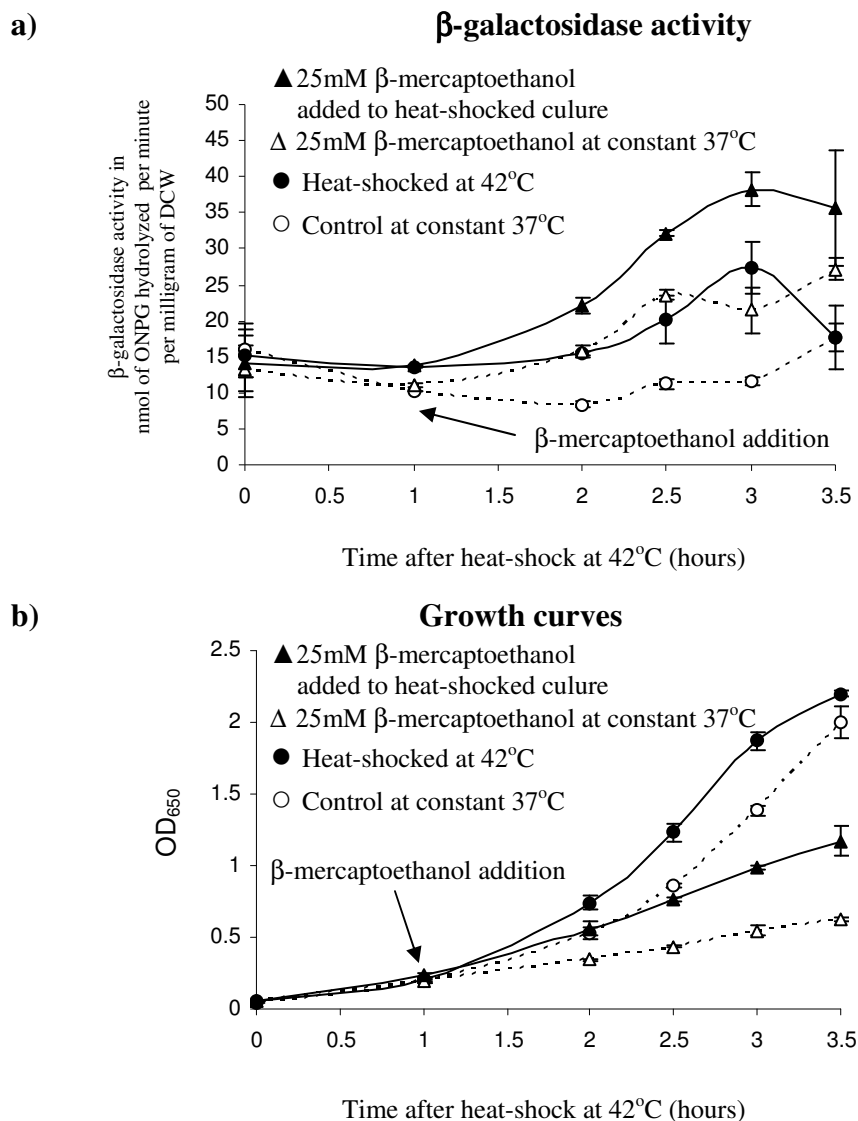 a)
β-galactosidase activity
25mM β-mercaptoethanol
added to heat-shocked culure
25mM β-mercaptoethanol at constant 37°C
Heat-shocked at 42°C
Control at constant 37°C
β-galactosidase activity in
nmol of ONPG hydrolyzed per minute
per milligram of DCW
50
45
40
35
30
25
20
15
10
5
0
β-mercaptoethanol addition
0 0.5 1 1.5 2 2.5 3 3.5
Time after heat-shock at 42°C (hours)
b)
Growth curves
25mM β-mercaptoethanol
added to heat-shocked culure
25mM β-mercaptoethanol at constant 37°C
Heat-shocked at 42°C
Control at constant 37°C
β-mercaptoethanol addition
OD650
2.5
2
1.5
1
0.5
0
0 0.5 1 1.5 2 2.5 3 3.5
Time after heat-shock at 42°C (hours)